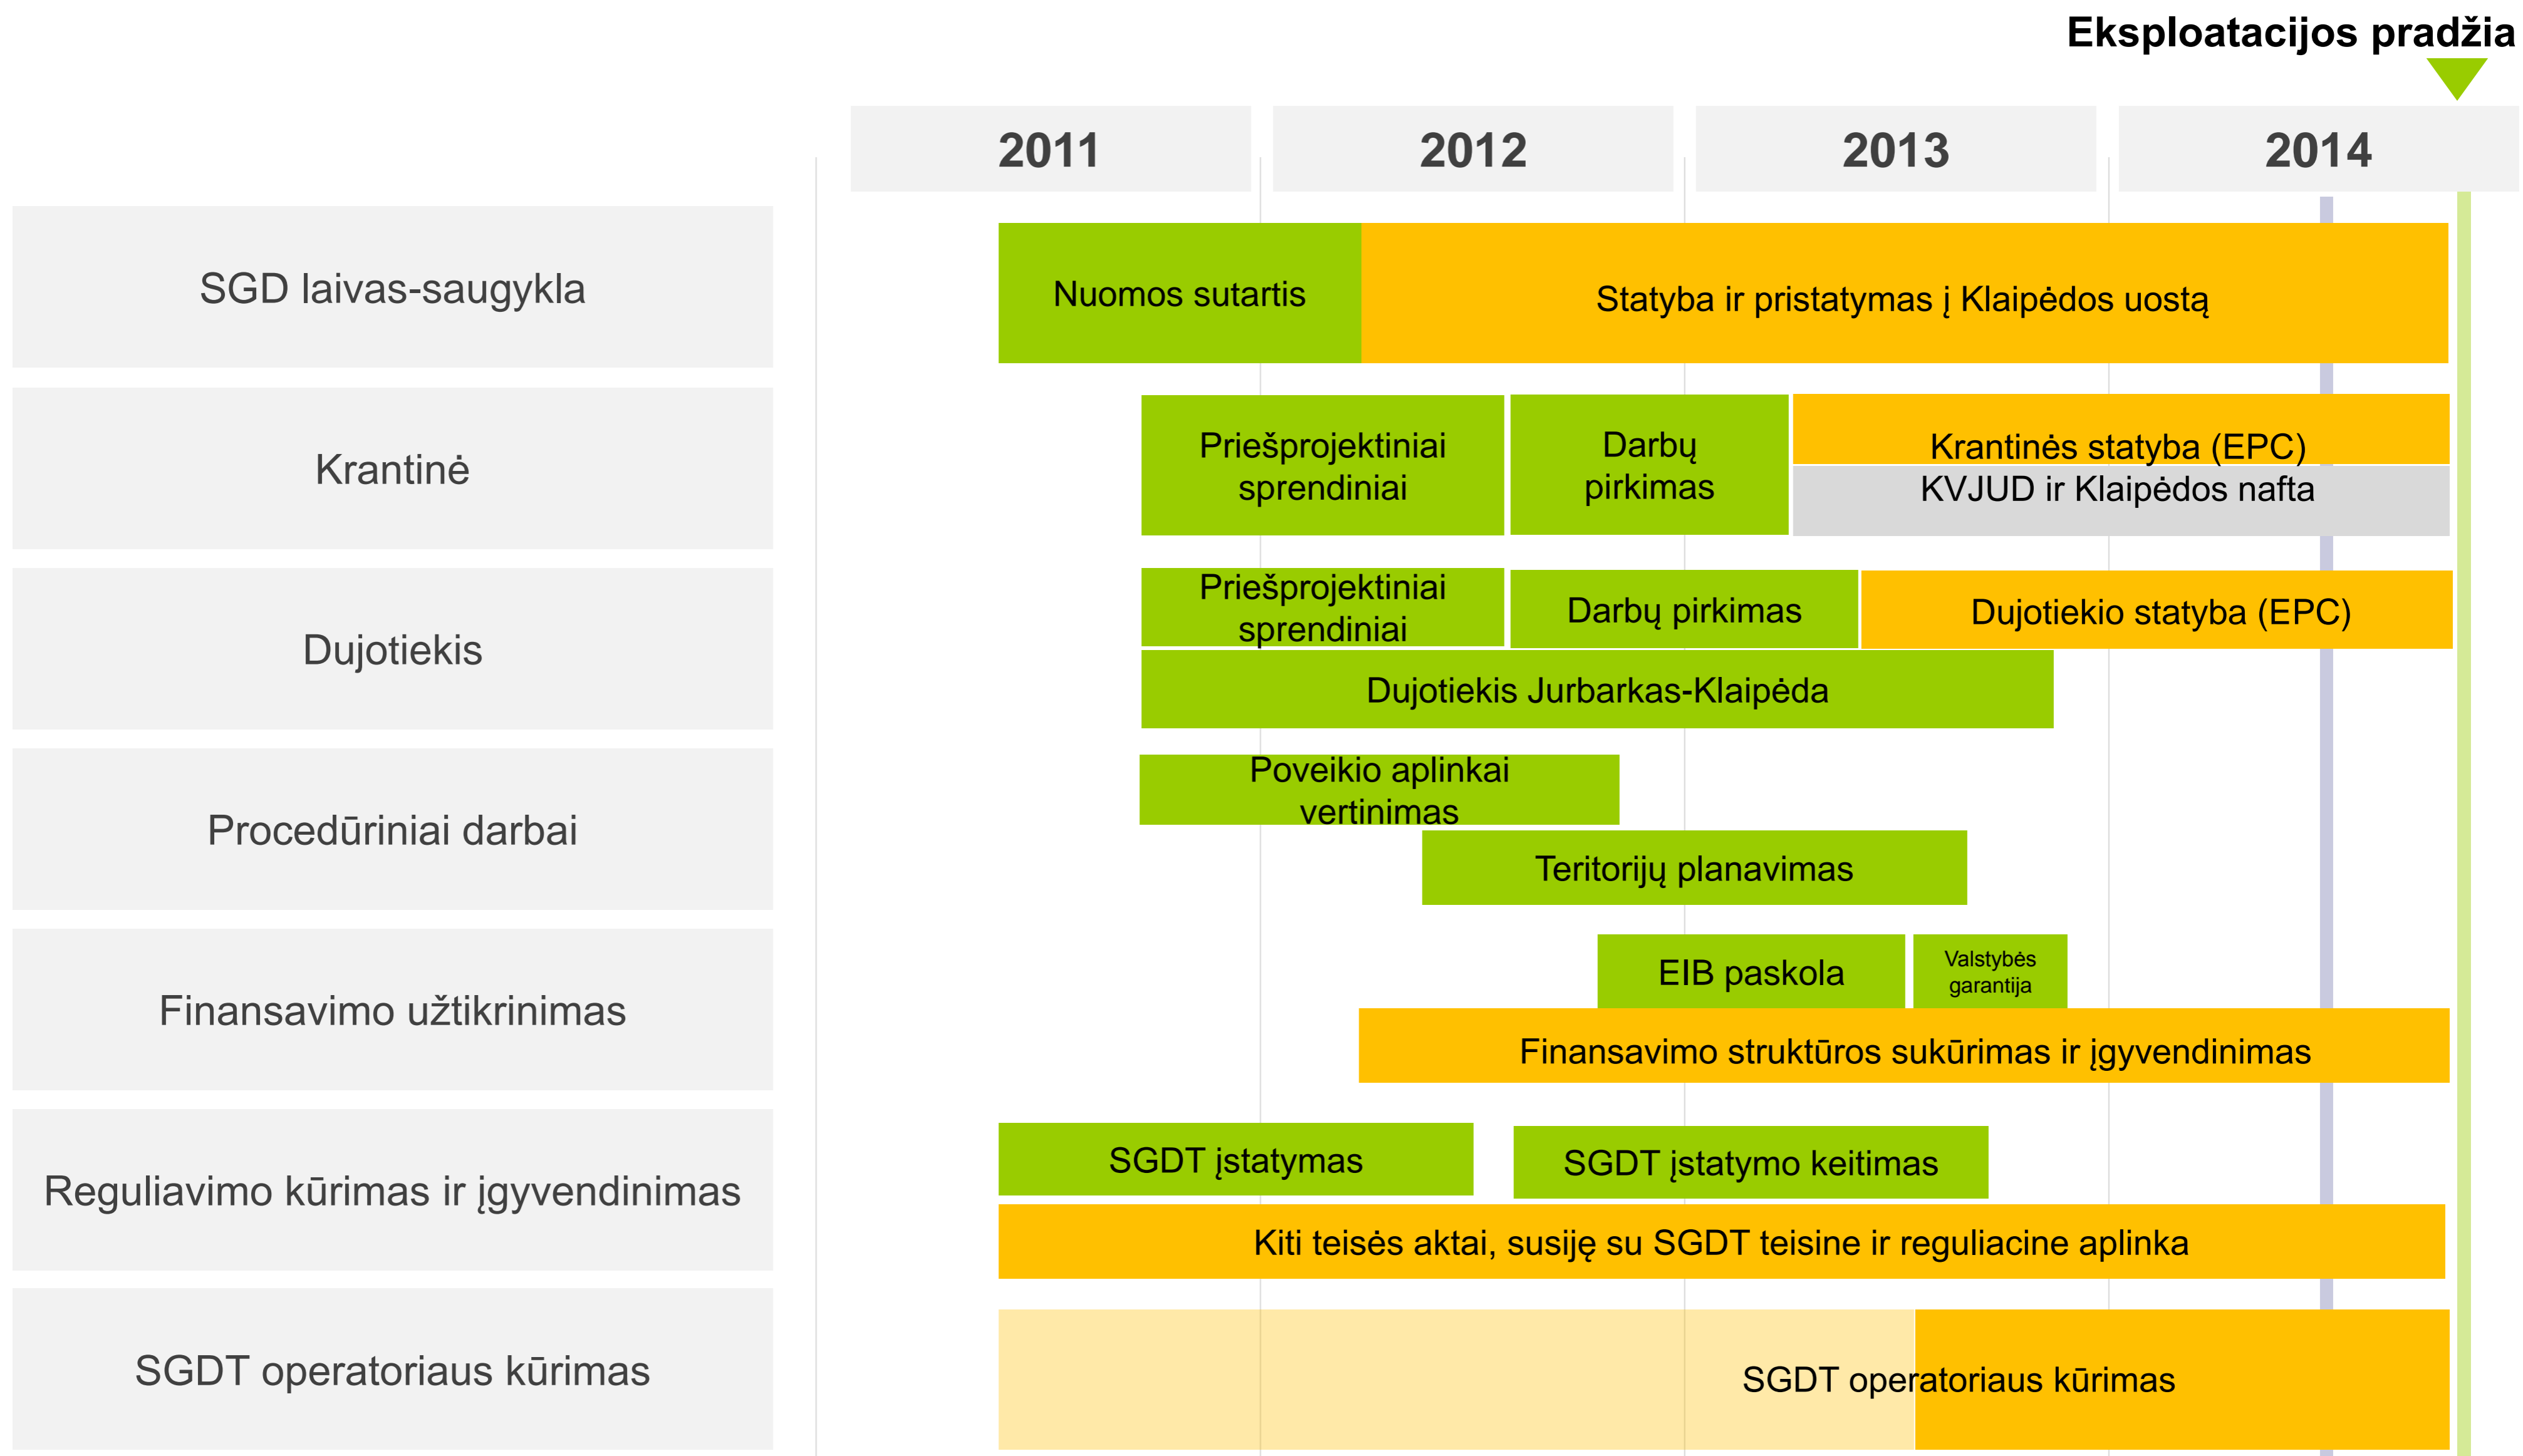 Eksploatacijos pradžia
2011
2012
2013
2014
SGD laivas-saugykla
Nuomos sutartis
Statyba ir pristatymas į Klaipėdos uostą
Krantinė
Priešprojektiniai
sprendiniai
Darbų
pirkimas
Krantinės statyba (EPC)
KVJUD ir Klaipėdos nafta
Dujotiekis
Priešprojektiniai
sprendiniai
Darbų pirkimas
Dujotiekio statyba (EPC)
Dujotiekis Jurbarkas-Klaipėda
Procedūriniai darbai
Poveikio aplinkai
vertinimas
Teritorijų planavimas
Finansavimo užtikrinimas
EIB paskola
Valstybės
garantija
Finansavimo struktūros sukūrimas ir įgyvendinimas
Reguliavimo kūrimas ir įgyvendinimas
SGDT įstatymas
SGDT įstatymo keitimas
Kiti teisės aktai, susiję su SGDT teisine ir reguliacine aplinka
SGDT operatoriaus kūrimas
SGDT operatoriaus kūrimas